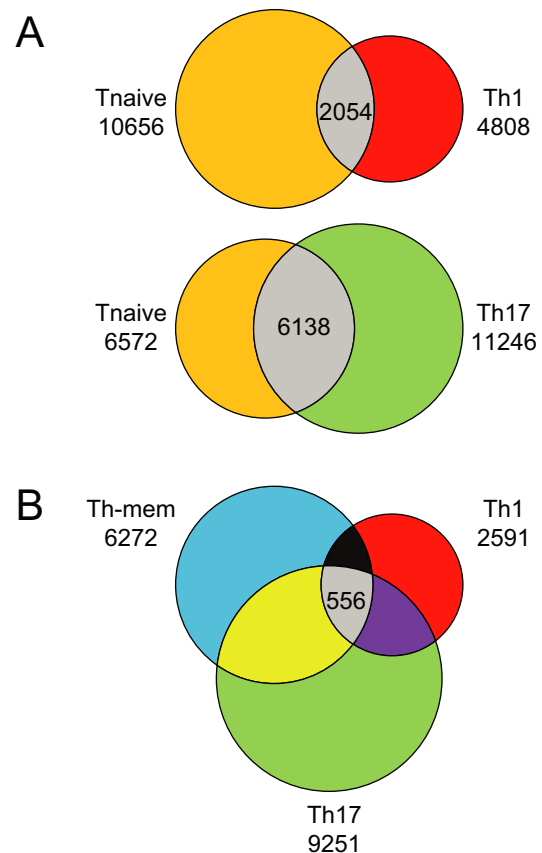 A
Tnaive
10656
2054
Th1
4808
Tnaive
6572
6138
Th17
11246
B
Th-mem
6272
Th1
2591
556
Th17
9251